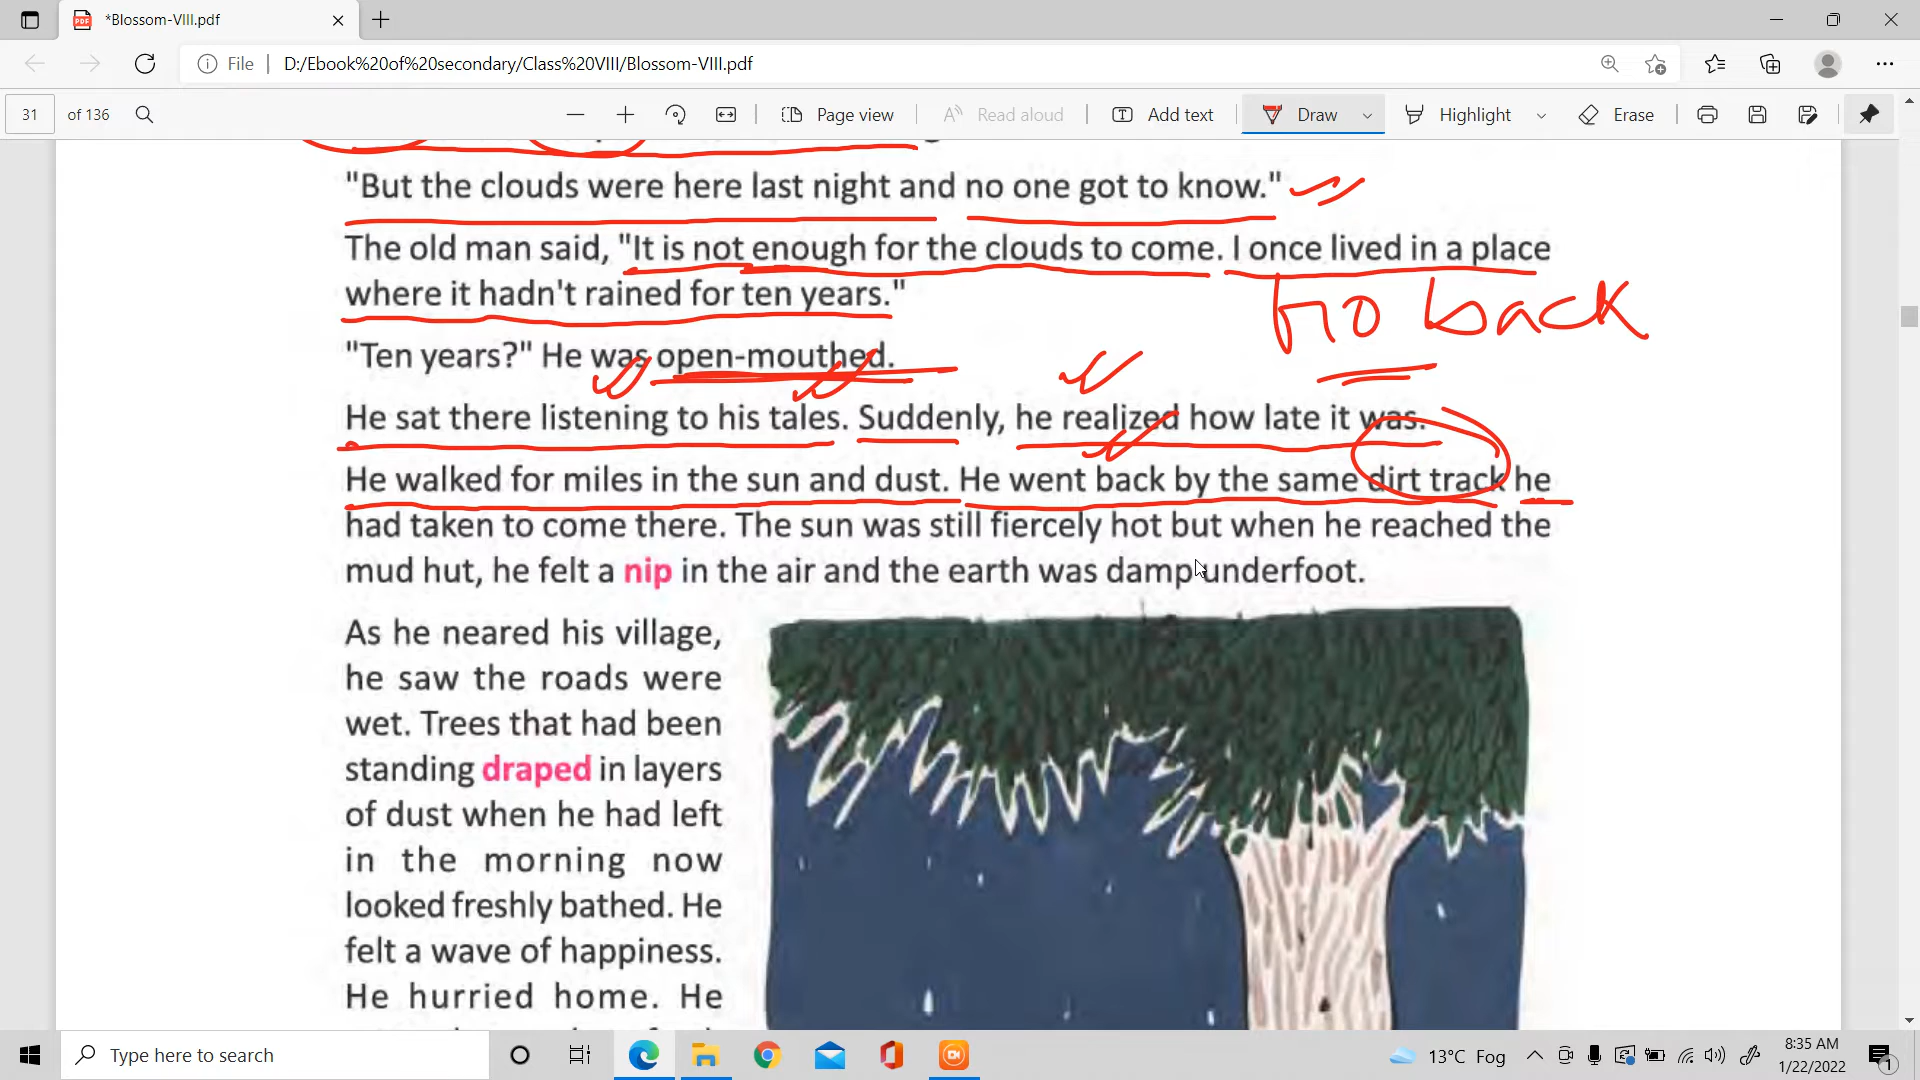 *Blossom-VIII.pdf
File
D:/Ebook%20of%20secondary/Class%20VIII/Blossom-VIII.pdf
31 of 136
Page view
Read aloud
Add text
Draw
Highlight
Erase
"But the clouds were here last night and no one got to know."
The old man said, "It is not enough for the clouds to come. I once lived in a place
where it hadn't rained for ten years."
back
"Ten years?" He was open-mouthed.
He sat there listening to his tales. Suddenly, he realized how late it was.
He walked for miles in the sun and dust. He went back by the same dirt track he
had taken to come there. The sun was still fiercely hot but when he reached the
mud hut, he felt a nip in the air and the earth was damp underfoot.
As he neared his village,
he saw the roads were
wet. Trees that had been
standing draped in layers
of dust when he had left
in the morning now
looked freshly bathed. He
felt a wave of happiness.
He hurried home. He
Type here to search
13°C Fog
8:35 AM
1/22/2022
1